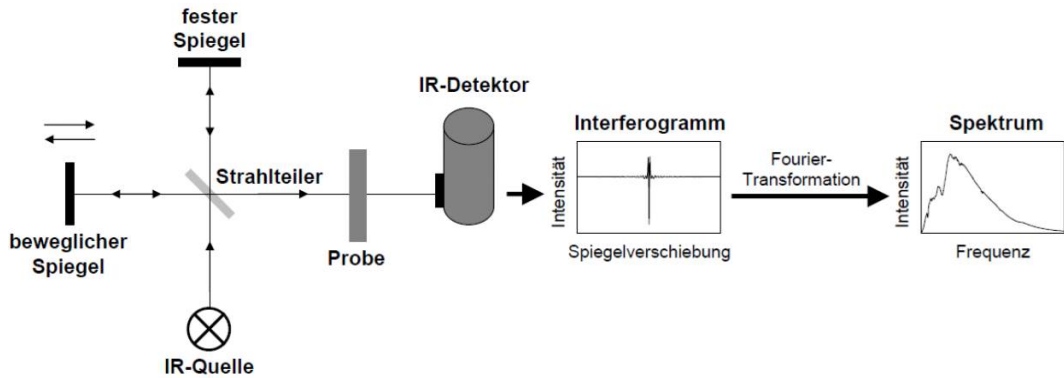 fester
Spiegel
IR-Detektor
Interferogramm
Spektrum
Strahlteiler
Intensität
Fourier-
Transformation
Intensität
beweglicher
Spiegel
Probe
Spiegelverschiebung
Frequenz
IR-Quelle